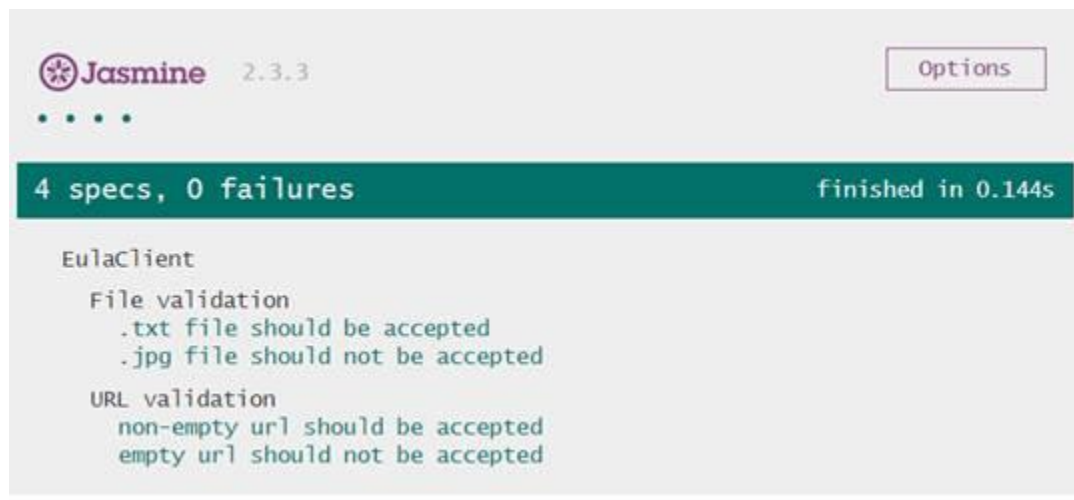 Jasmine 2.3.3
Options
4 specs, 0 failures
finished in 0.144s
EulaClient
File validation
.txt file should be accepted
.jpg file should not be accepted
URL validation
non-empty url should be accepted
empty url should not be accepted